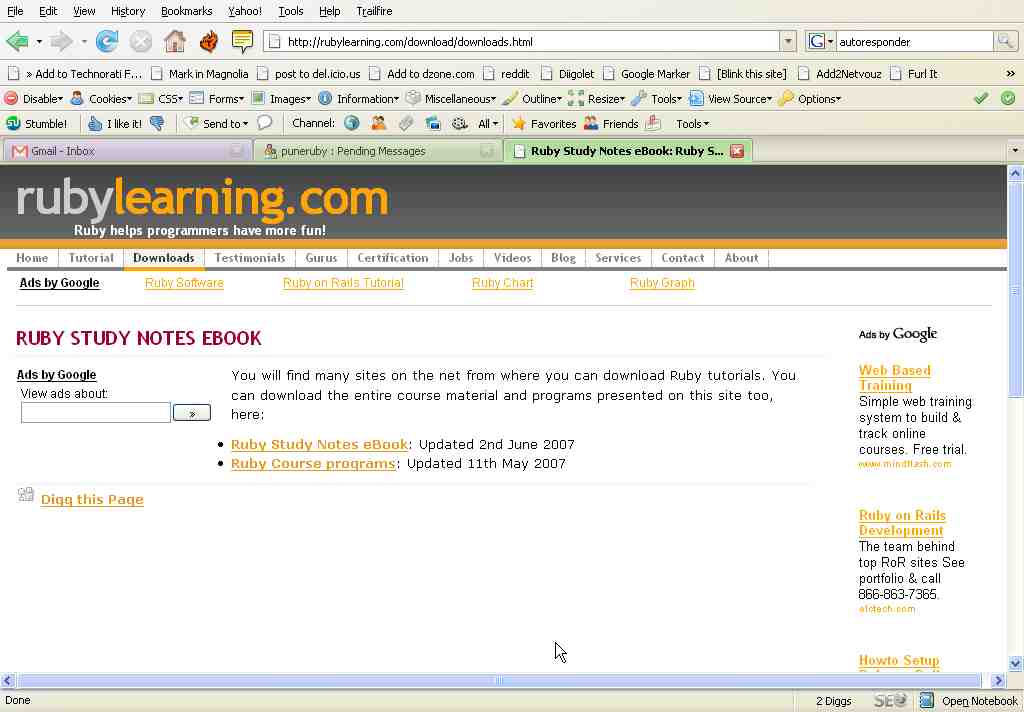 File Edit View History Bookmarks Yahoo! Tools Help Trailfire
http://rubylearning.com/download/downloads.html G autoresponder
» Add to Technorati F... Mark in Magnolia post to del.icio.us Add to dzone.com reddit Diigolet Google Marker [Blink this site] Add2Netvouz Furl It »
Disable Cookies CSS Forms Images Information Miscellaneous Outline Resize Tools View Source Options
Stumble! I like it! Send to Channel: All Favorites Friends Tools
Gmail - Inbox puneruby : Pending Messages Ruby Study Notes eBook: Ruby S...
rubylearning.com
Ruby helps programmers have more fun!
Home Tutorial Downloads Testimonials Gurus Certification Jobs Videos Blog Services Contact About
Ads by Google Ruby Software Ruby on Rails Tutorial Ruby Chart Ruby Graph
RUBY STUDY NOTES EBOOK
Ads by Google
View ads about:
»
You will find many sites on the net from where you can download Ruby tutorials. You
can download the entire course material and programs presented on this site too,
here:
• Ruby Study Notes eBook: Updated 2nd June 2007
• Ruby Course programs: Updated 11th May 2007
Digg this Page
Ads by Google
Web Based
Training
Simple web training
system to build &
track online
courses. Free trial.
www.mindflash.com
Ruby on Rails
Development
The team behind
top RoR sites See
portfolio & call
866-863-7365.
Howto Setup
Done 2 Diggs SEO Open Notebook